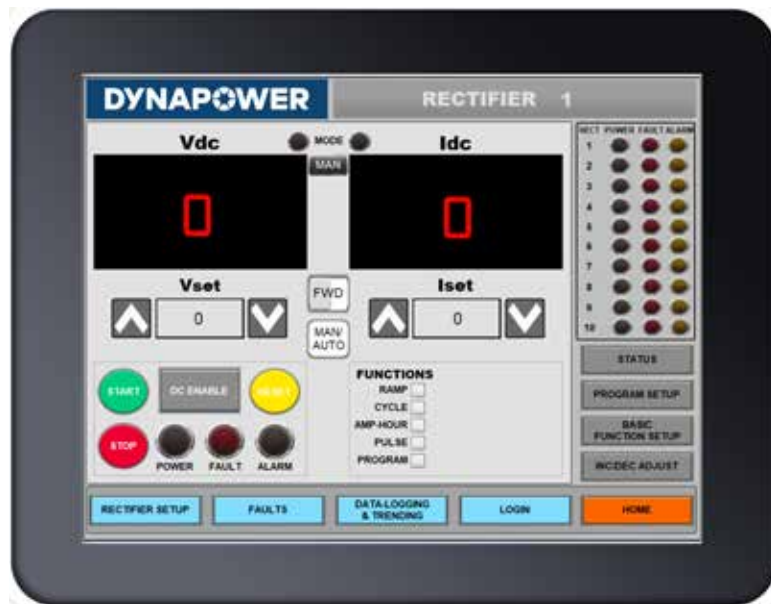 DYNAPOWER
RECTIFIER 1
Vdc
MODE
Idc
MAN
0
0
Vset
Iset
0
0
FWD
MAN/
AUTO
RECT POWER FAULT ALARM
1
2
3
4
5
6
7
8
9
10
START
DC ENABLE
RESET
STOP
POWER
FAULT
ALARM
FUNCTIONS
RAMP
CYCLE
AMP-HOUR
PULSE
PROGRAM
STATUS
PROGRAM SETUP
BASIC
FUNCTION SETUP
INC/DEC ADJUST
RECTIFIER SETUP
FAULTS
DATA-LOGGING
& TRENDING
LOGIN
HOME